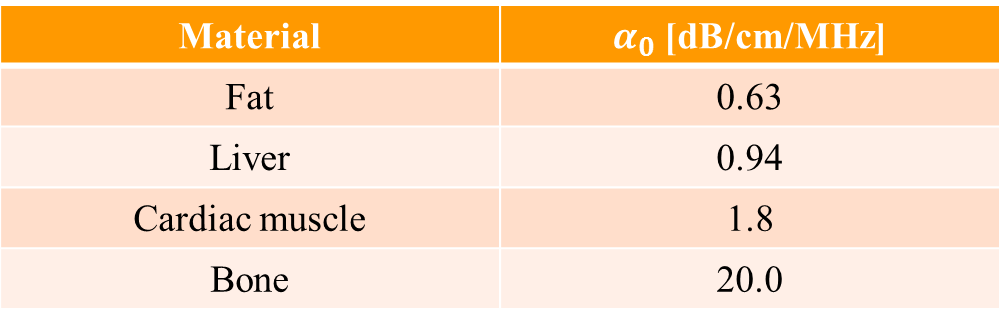 Material α₀ [dB/cm/MHz]
Fat 0.63
Liver 0.94
Cardiac muscle 1.8
Bone 20.0